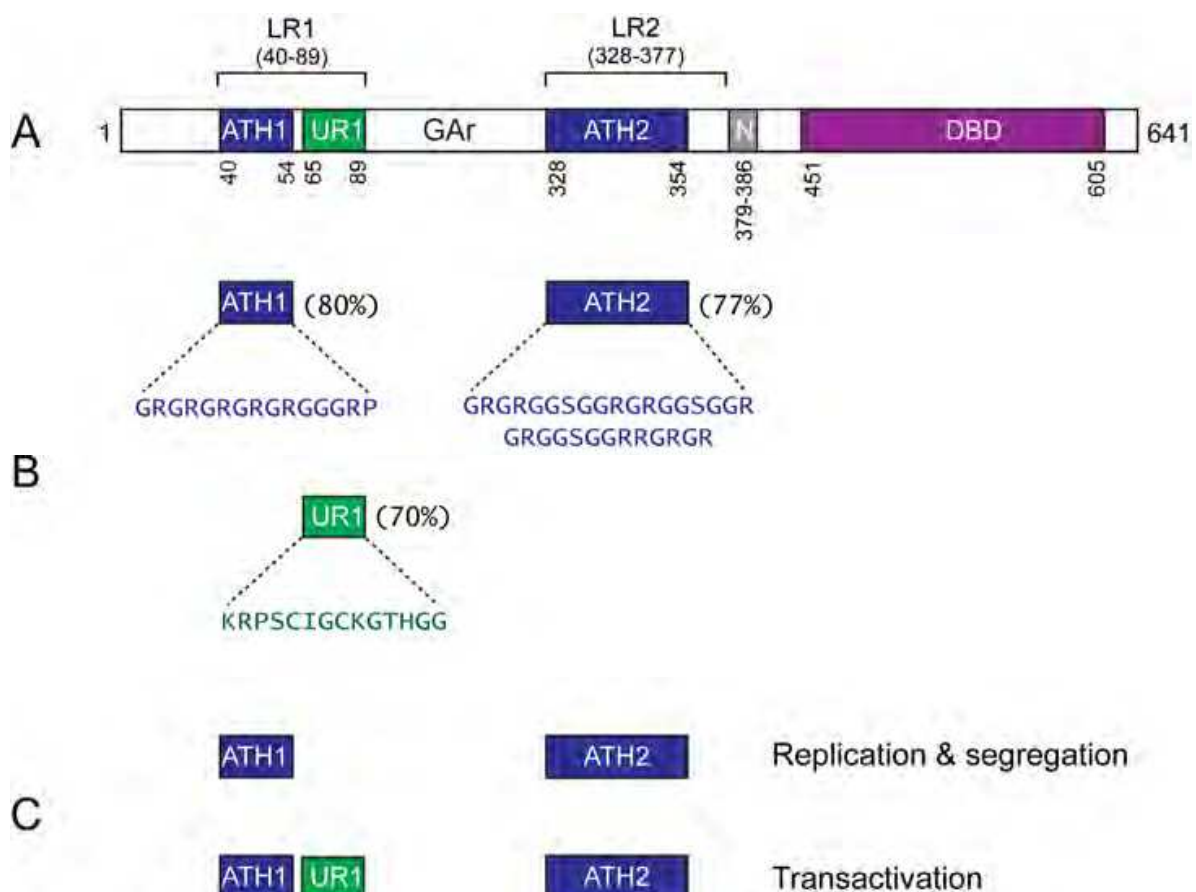 LR1
(40-89)
LR2
(328-377)
A
1
ATH1
UR1
GAr
ATH2
N
DBD
641
40
54
65
89
328
354
379-386
451
605
ATH1
(80%)
ATH2
(77%)
GRGRGRGRGRGGGRP
GRGRGGSGGRGRGGSGGR
GRGGSGGRRGRGR
B
UR1
(70%)
KRPSCIGCKGTHGG
ATH1
ATH2
Replication & segregation
C
ATH1
UR1
ATH2
Transactivation